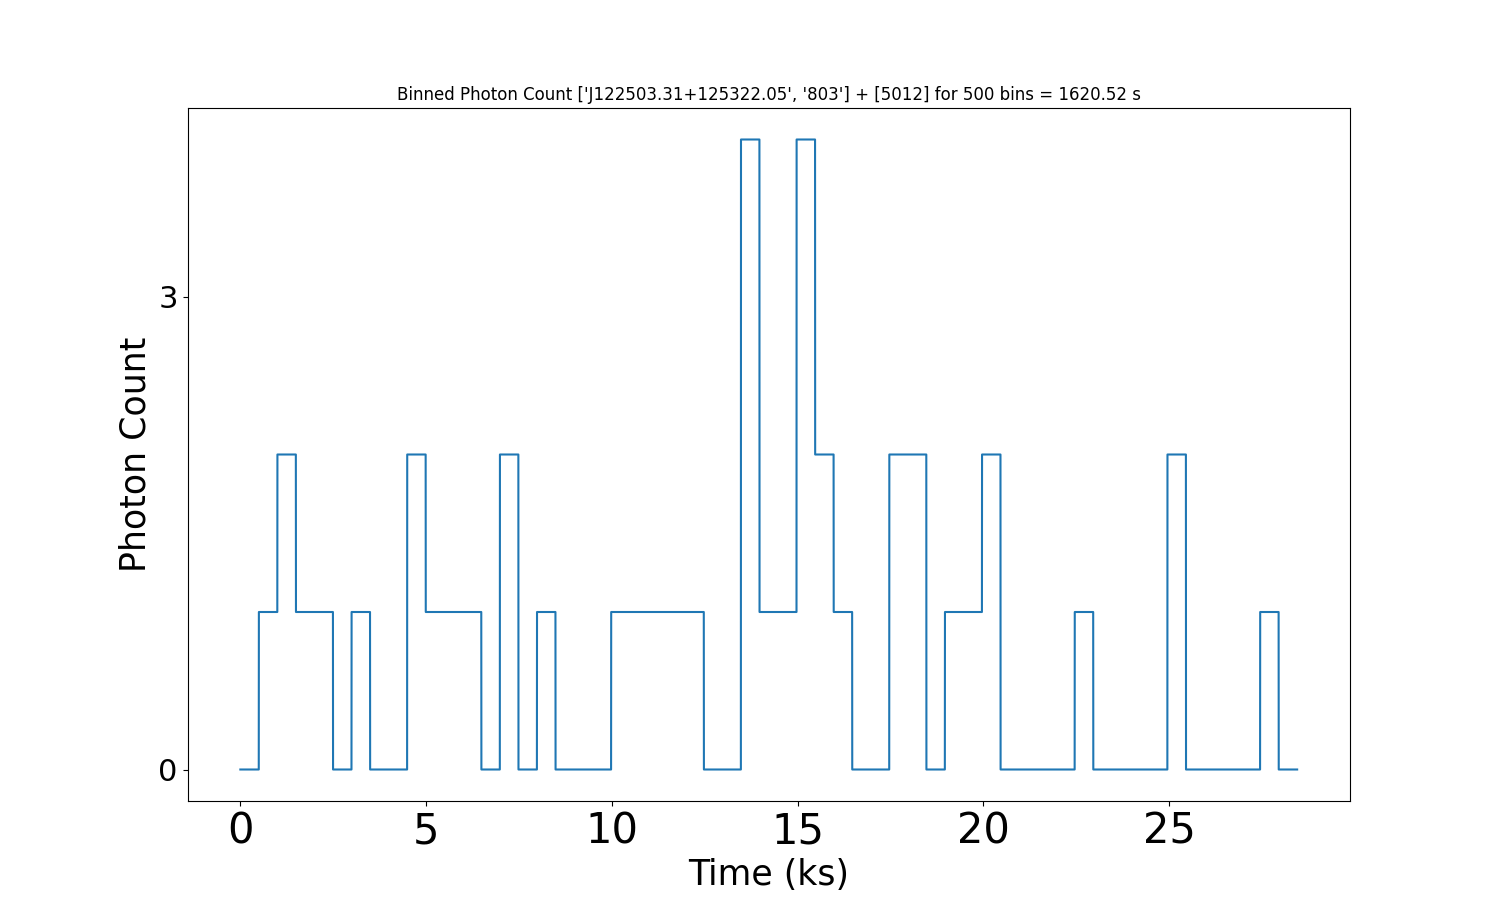 Binned Photon Count ['J122503.31+125322.05', '803'] + [5012] for 500 bins = 1620.52 s
3
0
Photon Count
0 5 10 15 20 25
Time (ks)